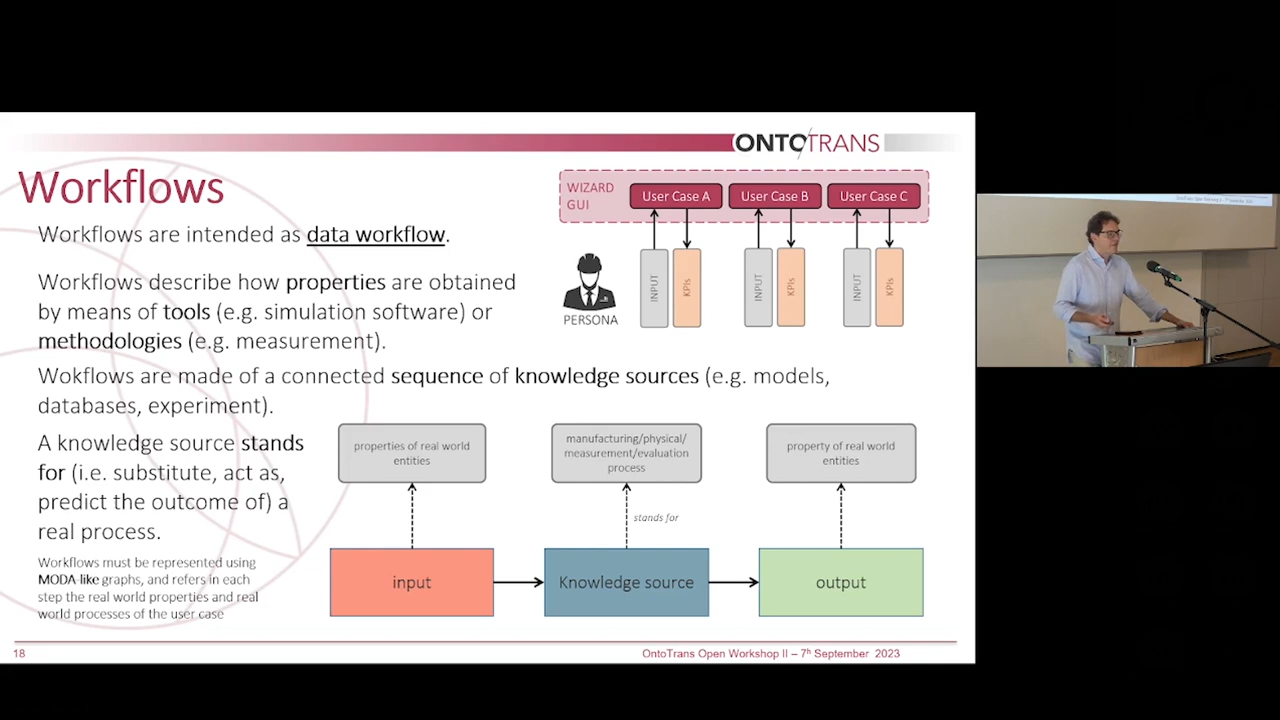 ONTOTRANS
Workflows
Workflows are intended as data workflow.
Workflows describe how properties are obtained
by means of tools (e.g. simulation software) or
methodologies (e.g. measurement).
Wokflows are made of a connected sequence of knowledge sources (e.g. models,
databases, experiment).
A knowledge source stands
for (i.e. substitute, act as,
predict the outcome of) a
real process.
Workflows must be represented using
MODA-like graphs, and refers in each
step the real world properties and real
world processes of the user case
WIZARD
GUI
User Case A
User Case B
User Case C
PERSONA
INPUT
KPIs
INPUT
KPIs
INPUT
KPIs
properties of real world
entities
manufacturing/physical/
measurement/evaluation
process
property of real world
entities
stands for
input
Knowledge source
output
18
OntoTrans Open Workshop II – 7h September 2023